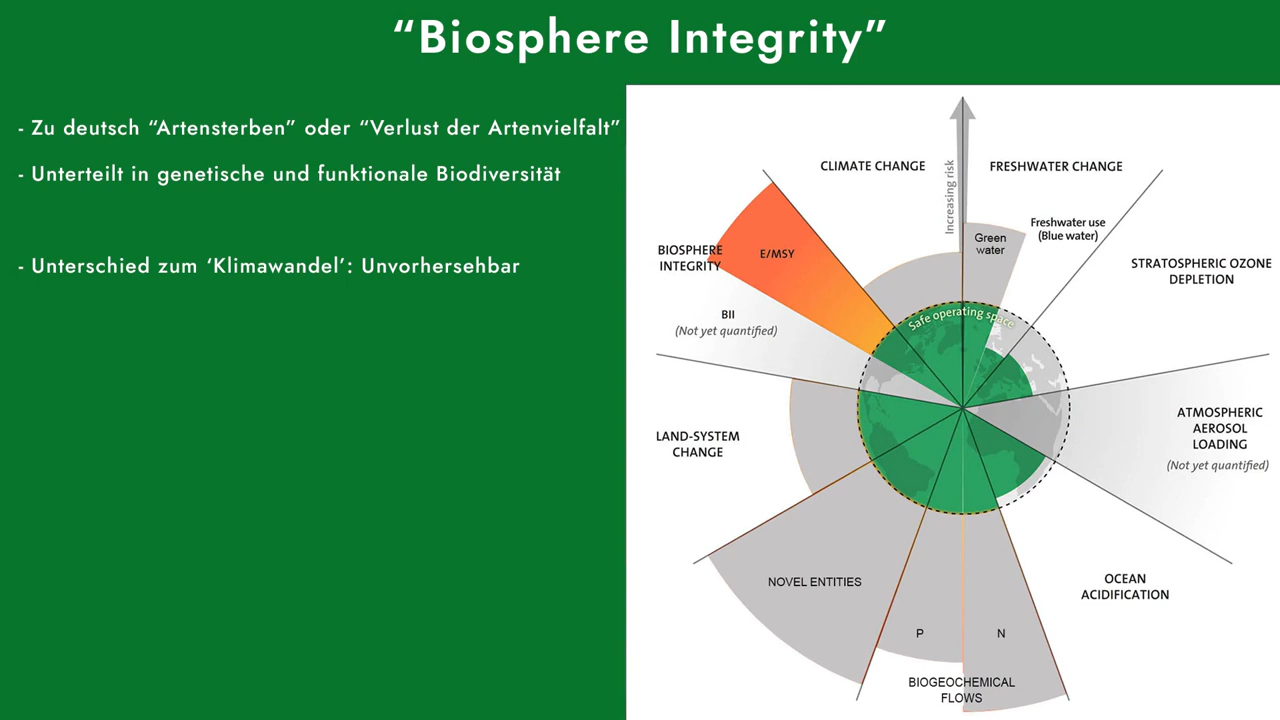 “Biosphere Integrity”
- Zu deutsch “Artensterben” oder “Verlust der Artenvielfalt”
- Unterteilt in genetische und funktionale Biodiversität
- Unterschied zum ‘Klimawandel’: Unvorhersehbar
CLIMATE CHANGE
Increasing risk
FRESHWATER CHANGE
Green
water
Freshwater use
(Blue water)
BIOSPHERE
INTEGRITY
E/MSY
STRATOSPHERIC OZONE
DEPLETION
BII
(Not yet quantified)
Safe operating space
LAND-SYSTEM
CHANGE
ATMOSPHERIC
AEROSOL
LOADING
(Not yet quantified)
NOVEL ENTITIES
OCEAN
ACIDIFICATION
P
N
BIOGEOCHEMICAL
FLOWS